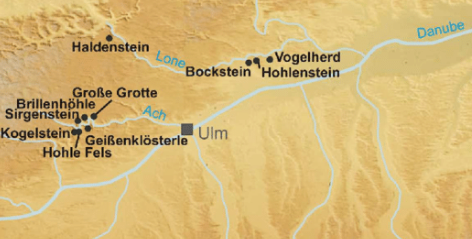 Danube
Haldenstein
Lone
Vogelherd
Bockstein
Hohlenstein
Große Grotte
Brillenhöhle
Sirgenstein
Ach
Kogelstein
Ulm
Geißenklösterle
Hohle Fels